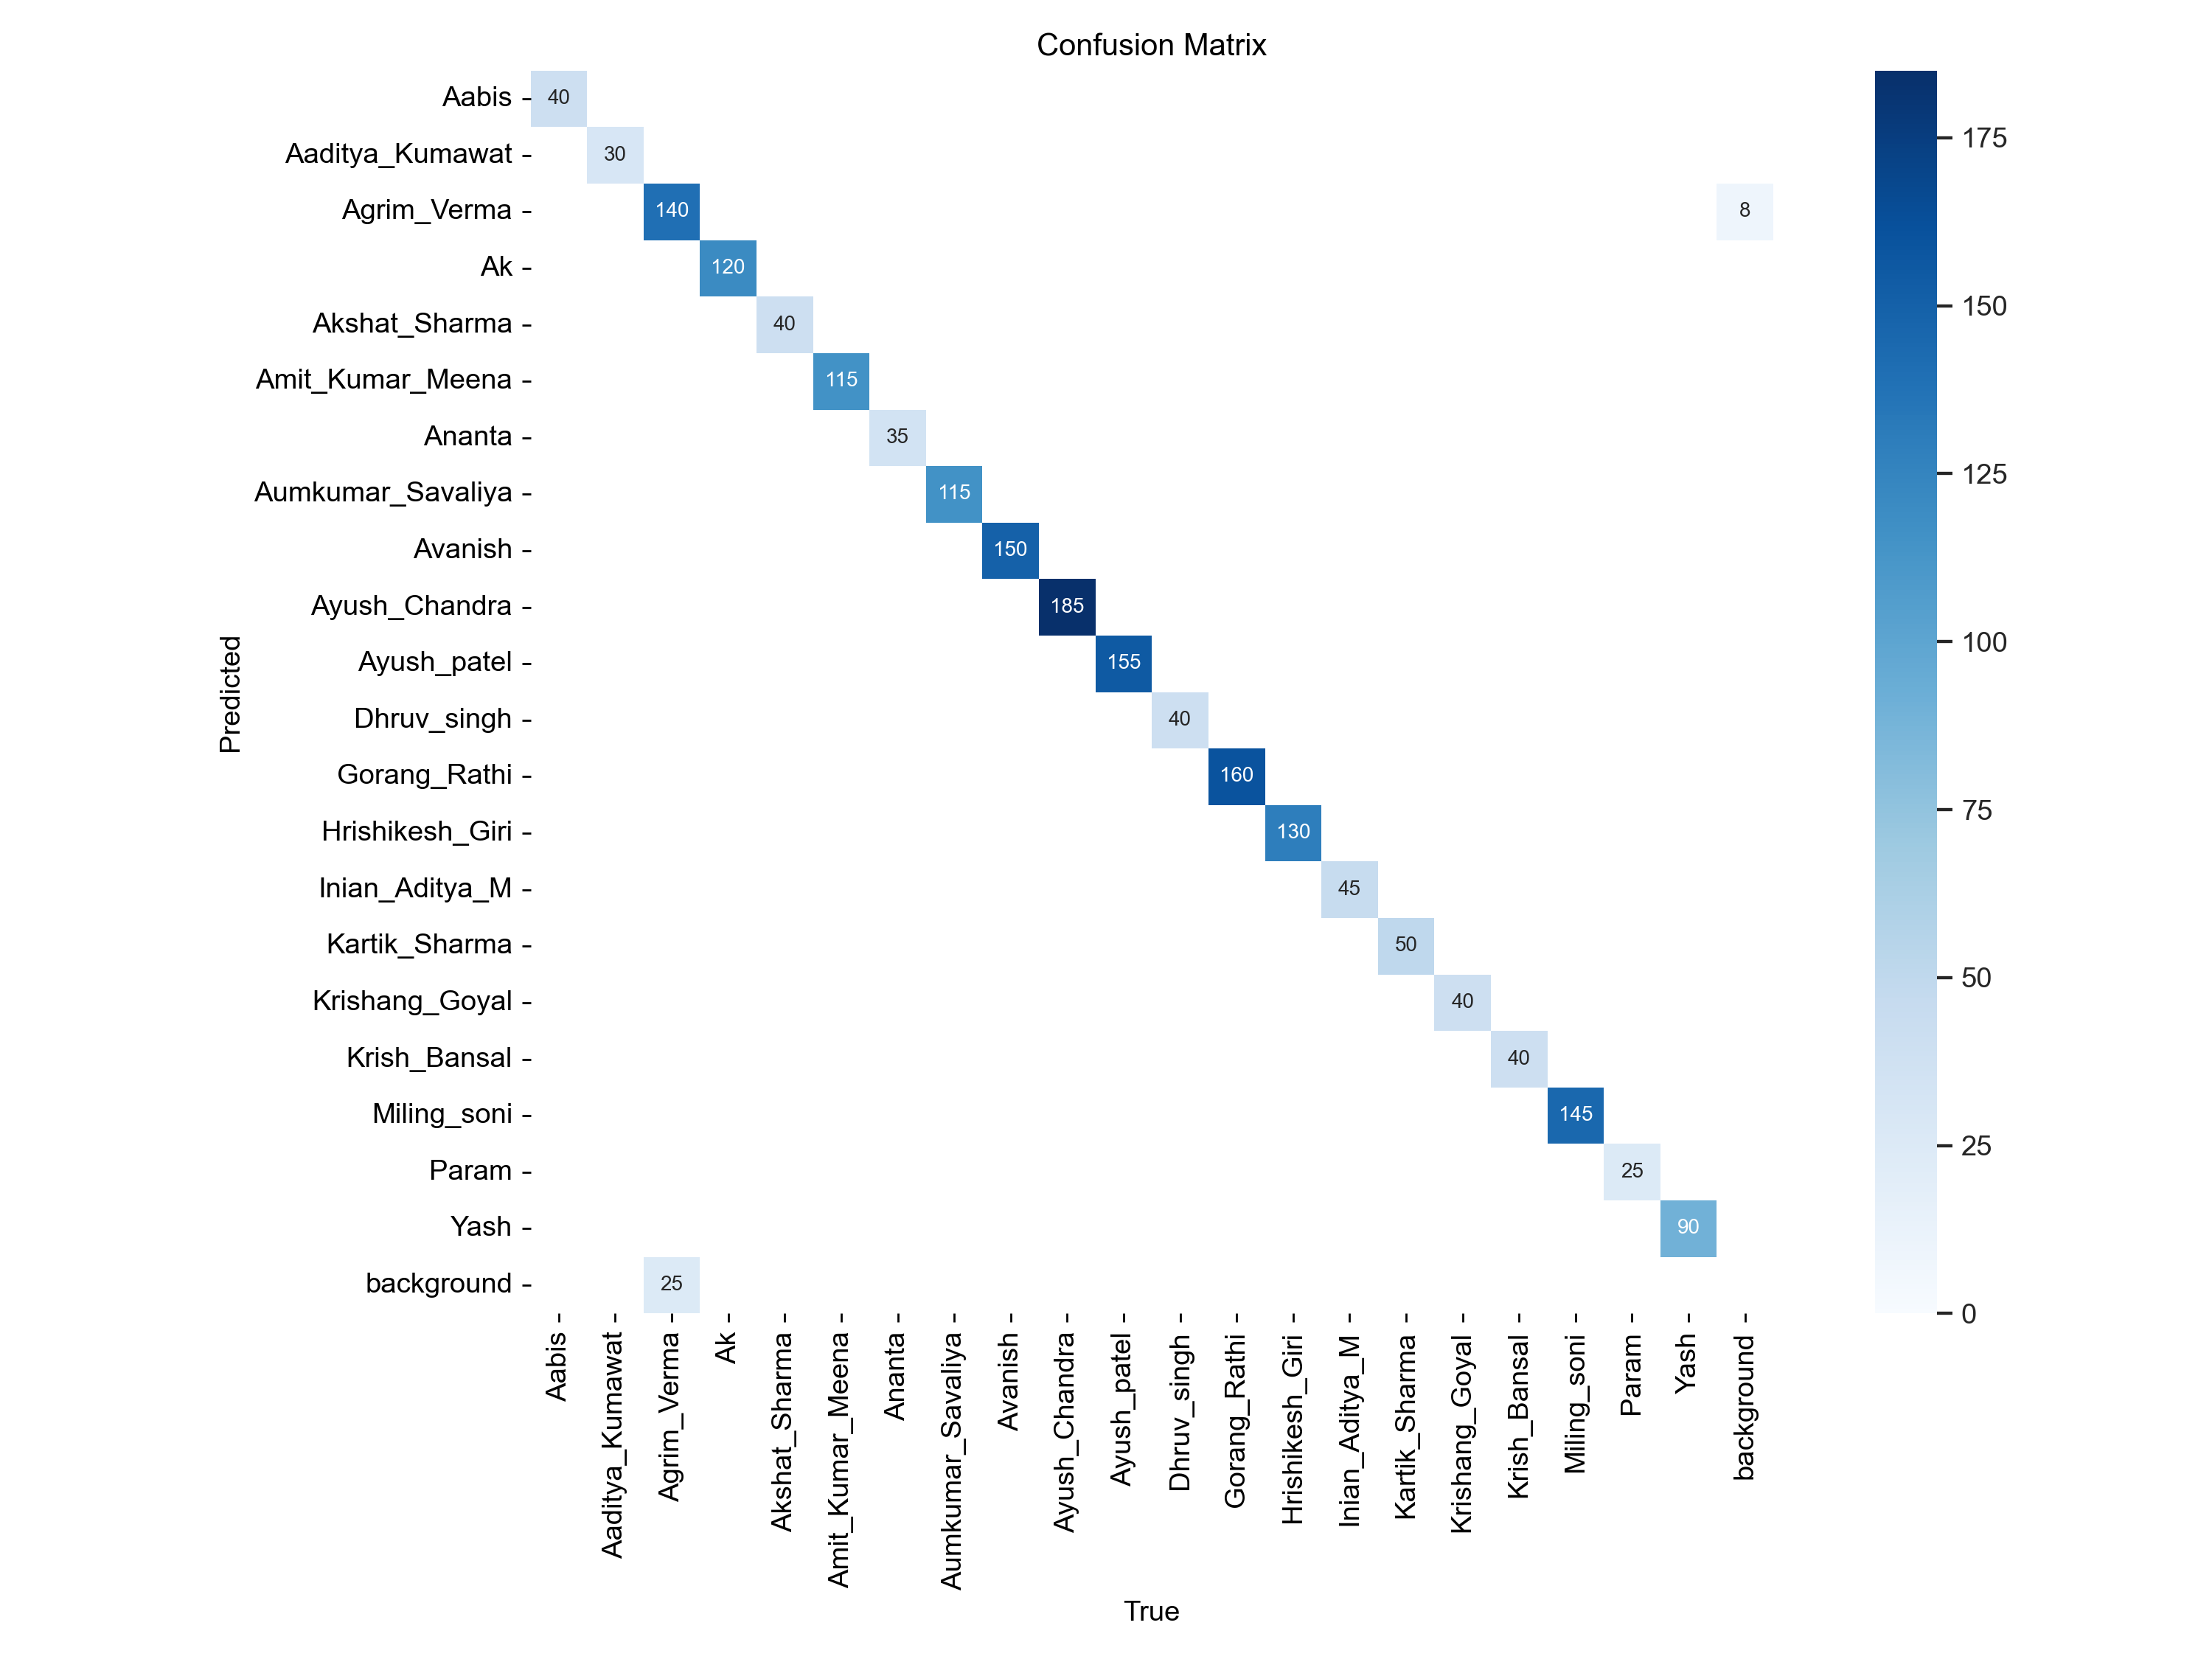 Confusion Matrix
Aabis
40
Aaditya_Kumawat
30
Agrim_Verma
140
8
Ak
120
Akshat_Sharma
40
Amit_Kumar_Meena
115
Ananta
35
Aumkumar_Savaliya
115
Avanish
150
Ayush_Chandra
185
Ayush_patel
155
Dhruv_singh
40
Gorang_Rathi
160
Hrishikesh_Giri
130
Inian_Aditya_M
45
Kartik_Sharma
50
Krishang_Goyal
40
Krish_Bansal
40
Miling_soni
145
Param
25
Yash
90
background
25
Predicted
Aabis
Aaditya_Kumawat
Agrim_Verma
Ak
Akshat_Sharma
Amit_Kumar_Meena
Ananta
Aumkumar_Savaliya
Avanish
Ayush_Chandra
Ayush_patel
Dhruv_singh
Gorang_Rathi
Hrishikesh_Giri
Inian_Aditya_M
Kartik_Sharma
Krishang_Goyal
Krish_Bansal
Miling_soni
Param
Yash
background
True
175
150
125
100
75
50
25
0